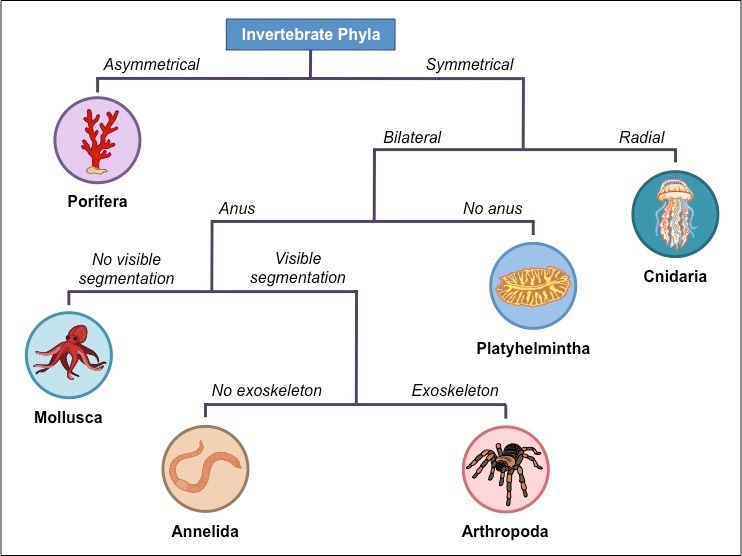 Invertebrate Phyla
Asymmetrical
Symmetrical
Bilateral
Radial
Porifera
Anus
No anus
Cnidaria
No visible
segmentation
Visible
segmentation
Platyhelmintha
Mollusca
No exoskeleton
Exoskeleton
Annelida
Arthropoda